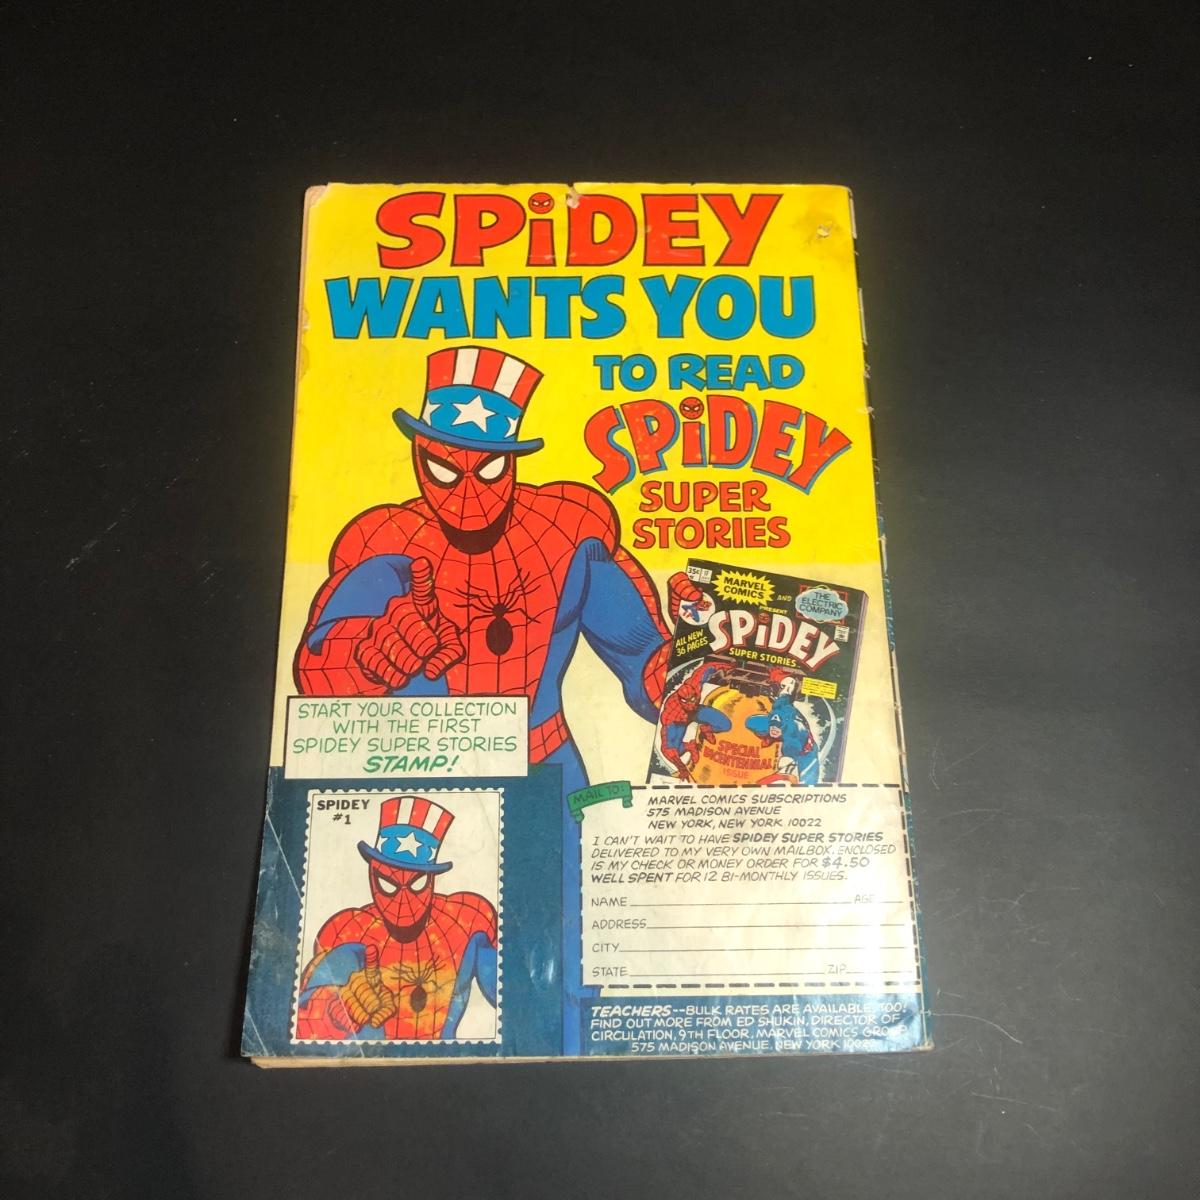 SPiDEY
WANTS YOU
TO READ
SPiDEY
SUPER
STORIES
35¢
MARVEL
COMICS
AND
THE
ELECTRIC
COMPANY
PRESENT
SPiDEY
SUPER STORIES
ALL NEW
36 PAGES
SPECIAL
BICENTENNIAL
ISSUE
START YOUR COLLECTION
WITH THE FIRST
SPIDEY SUPER STORIES
STAMP!
SPIDEY
#1
MAIL TO:
MARVEL COMICS SUBSCRIPTIONS
575 MADISON AVENUE
NEW YORK, NEW YORK 10022
I CAN'T WAIT TO HAVE SPIDEY SUPER STORIES
DELIVERED TO MY VERY OWN MAILBOX. ENCLOSED
IS MY CHECK OR MONEY ORDER FOR $4.50
WELL SPENT FOR 12 BI-MONTHLY ISSUES.
NAME AGE
ADDRESS
CITY
STATE ZIP
TEACHERS--BULK RATES ARE AVAILABLE, TOO!
FIND OUT MORE FROM ED SHUKIN, DIRECTOR OF
CIRCULATION, 9TH FLOOR, MARVEL COMICS GROUP
575 MADISON AVENUE, NEW YORK 10022